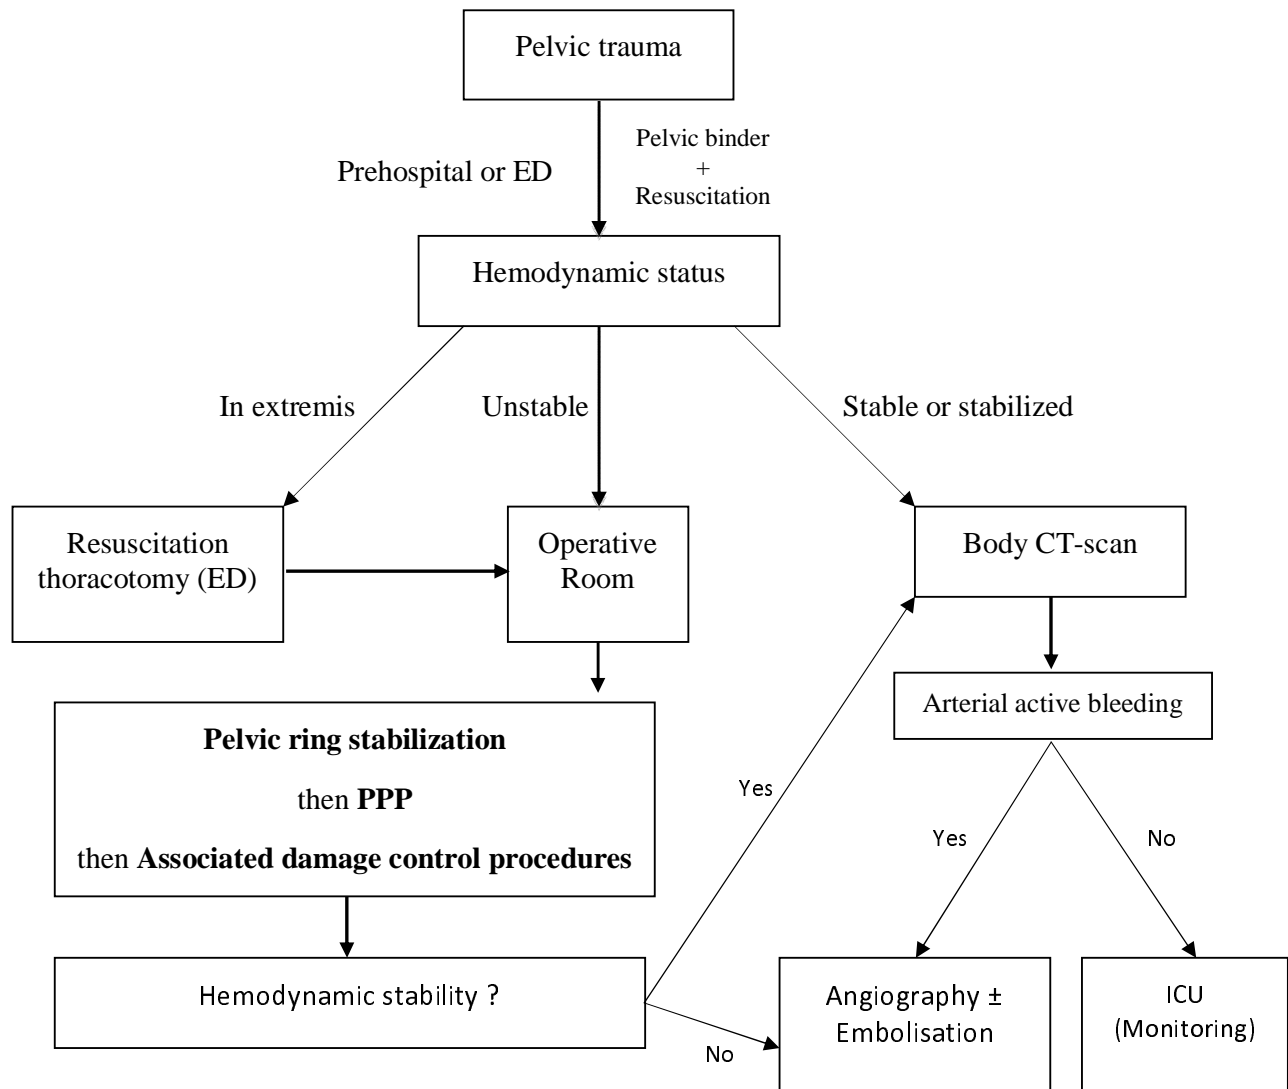 Pelvic trauma
Prehospital or ED
Pelvic binder
+
Resuscitation
Hemodynamic status
In extremis
Unstable
Stable or stabilized
Resuscitation
thoracotomy (ED)
Operative
Room
Body CT-scan
Arterial active bleeding
Pelvic ring stabilization
then PPP
then Associated damage control procedures
Yes
Yes
No
Hemodynamic stability ?
No
Angiography ±
Embolisation
ICU
(Monitoring)